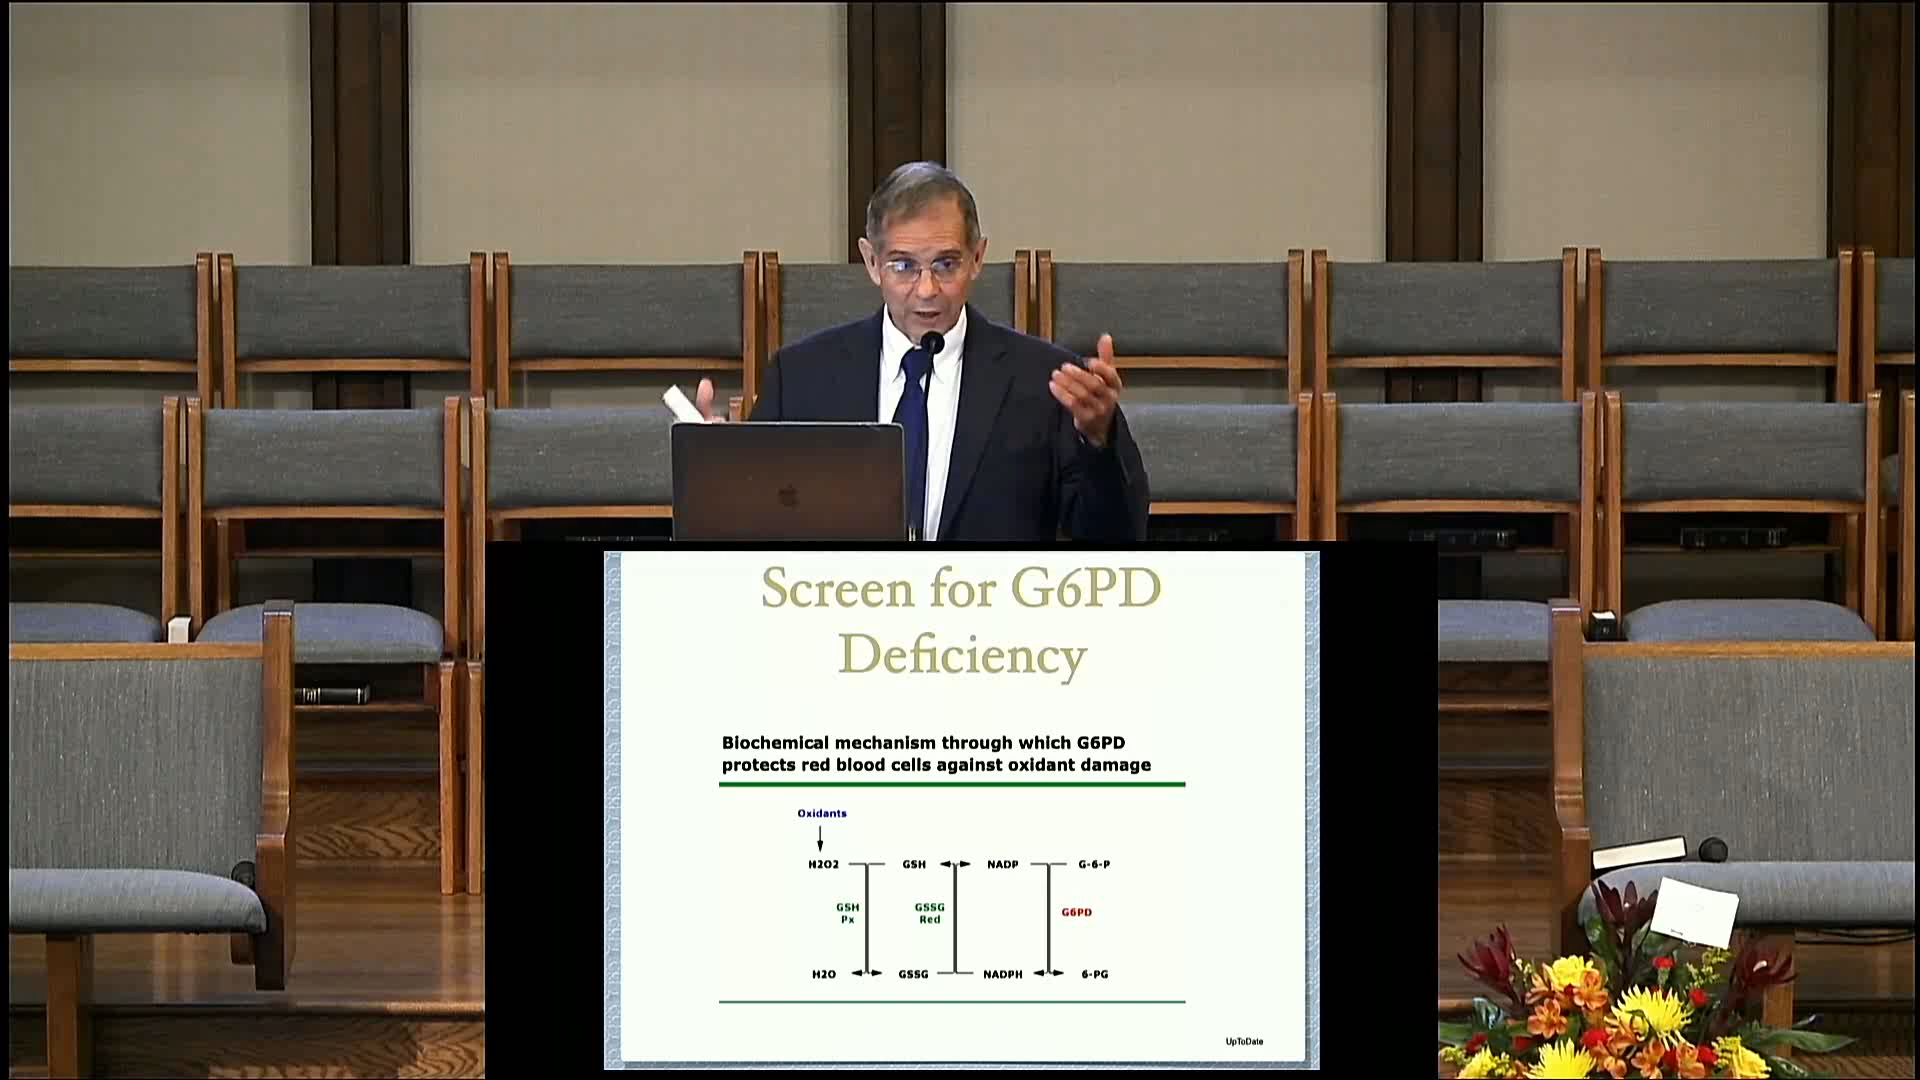 Screen for G6PD
Deficiency
Biochemical mechanism through which G6PD
protects red blood cells against oxidant damage
Oxidants
H2O2 GSH NADP G-6-P
GSH
Px
GSSG
Red
G6PD
H2O GSSG NADPH 6-PG
UpToDate